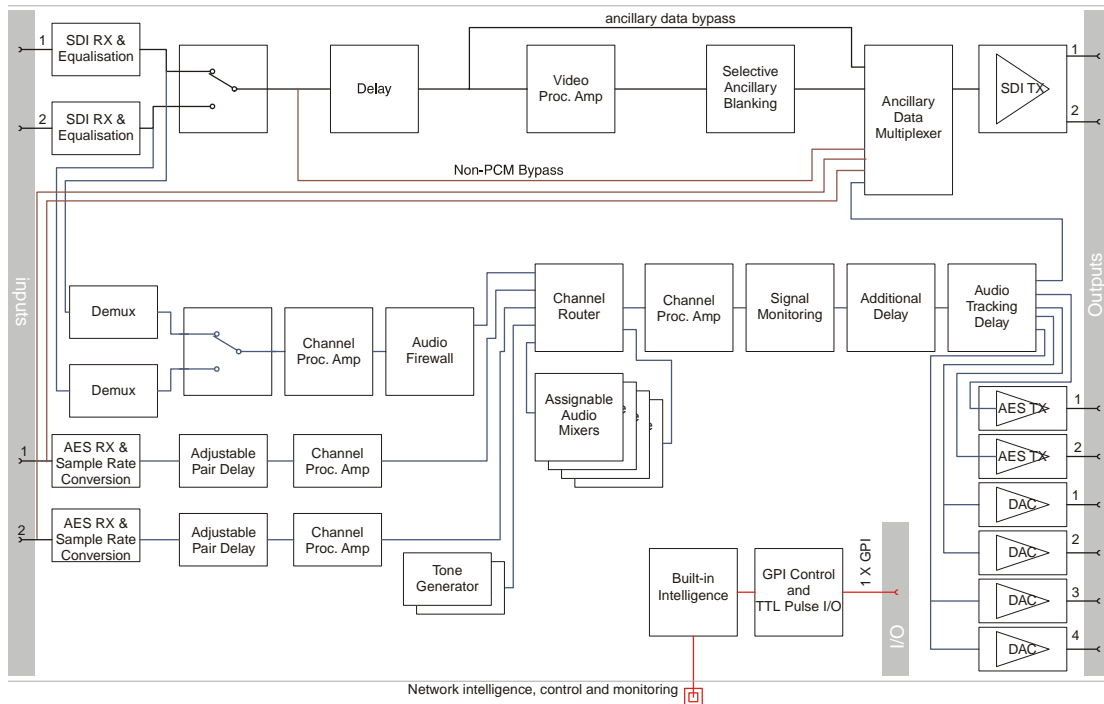 ancillary data bypass
1
SDI RX &
Equalisation
2
SDI RX &
Equalisation
Delay
Video
Proc. Amp
Selective
Ancillary
Blanking
Ancillary
Data
Multiplexer
SDI TX
1
2
Non-PCM Bypass
inputs
Outputs
Demux
Demux
Channel
Proc. Amp
Audio
Firewall
Channel
Router
Channel
Proc. Amp
Signal
Monitoring
Additional
Delay
Audio
Tracking
Delay
Assignable
Audio
Mixers
e
e
e
1
AES RX &
Sample Rate
Conversion
Adjustable
Pair Delay
Channel
Proc. Amp
2
AES RX &
Sample Rate
Conversion
Adjustable
Pair Delay
Channel
Proc. Amp
Tone
Generator
AES TX
1
AES TX
2
DAC
1
DAC
2
DAC
3
DAC
4
Built-in
Intelligence
GPI Control
and
TTL Pulse I/O
1 X GPI
I/O
Network intelligence, control and monitoring